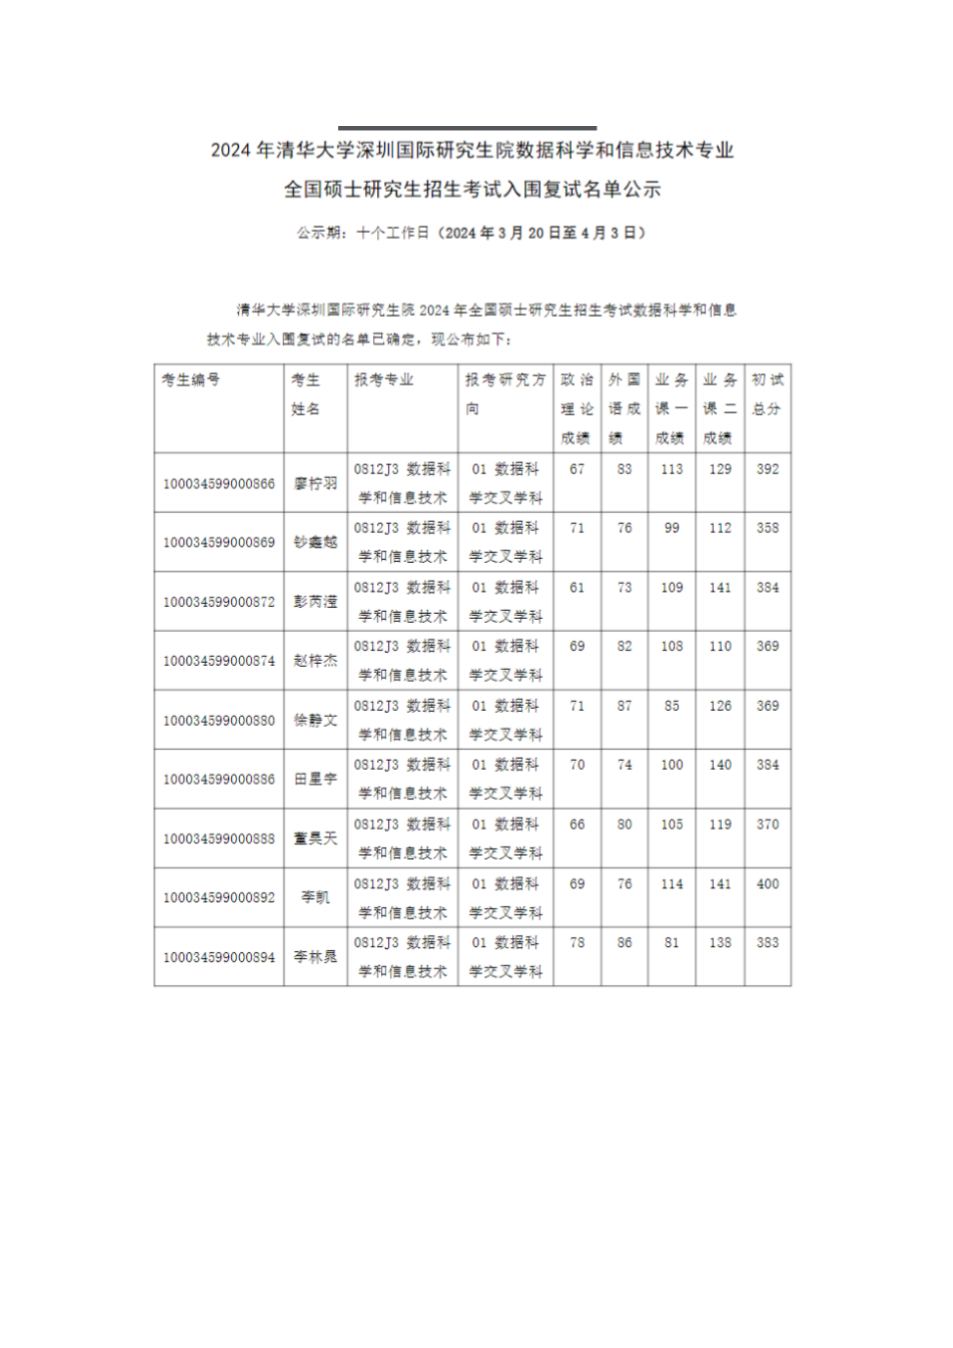 2024 年清华大学深圳国际研究生院数据科学和信息技术专业
全国硕士研究生招生考试入围复试名单公示
公示期：十个工作日（2024 年 3 月 20 日至 4 月 3 日）
清华大学深圳国际研究生院 2024 年全国硕士研究生招生考试数据科学和信息
技术专业入围复试的名单已确定，现公布如下：
考生编号 考生 报考专业 报考研究方 政 治 外 国 业 务 业 务 初 试
姓名 向 理 论 语 成 课 一 课 二 总分
成绩 绩 成绩 成绩
0812J3 数据科 01 数据科 67 83 113 129 392
100034599000866 廖柠羽
学和信息技术 学交叉学科
0812J3 数据科 01 数据科 71 76 99 112 358
100034599000869 钞鑫越
学和信息技术 学交叉学科
0812J3 数据科 01 数据科 61 73 109 141 384
100034599000872 彭芮滢
学和信息技术 学交叉学科
0812J3 数据科 01 数据科 69 82 108 110 369
100034599000874 赵梓杰
学和信息技术 学交叉学科
0812J3 数据科 01 数据科 71 87 85 126 369
100034599000880 徐静文
学和信息技术 学交叉学科
0812J3 数据科 01 数据科 70 74 100 140 384
100034599000886 田星宇
学和信息技术 学交叉学科
0812J3 数据科 01 数据科 66 80 105 119 370
100034599000888 董昊天
学和信息技术 学交叉学科
0812J3 数据科 01 数据科 69 76 114 141 400
100034599000892 李凯
学和信息技术 学交叉学科
0812J3 数据科 01 数据科 78 86 81 138 383
100034599000894 李林晁
学和信息技术 学交叉学科